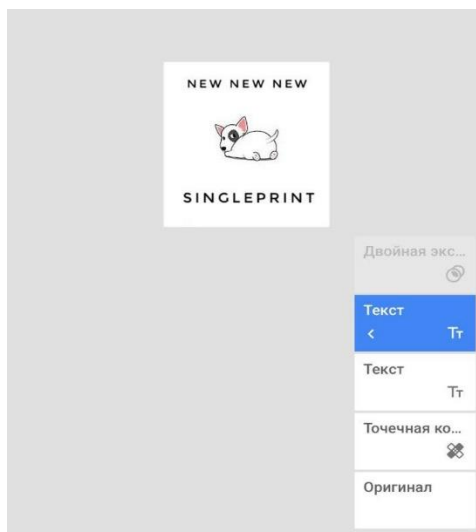 NEW NEW NEW
SINGLEPRINT
Двойная экс...
Текст
Тт
Текст
Тт
Точечная ко...
Оригинал